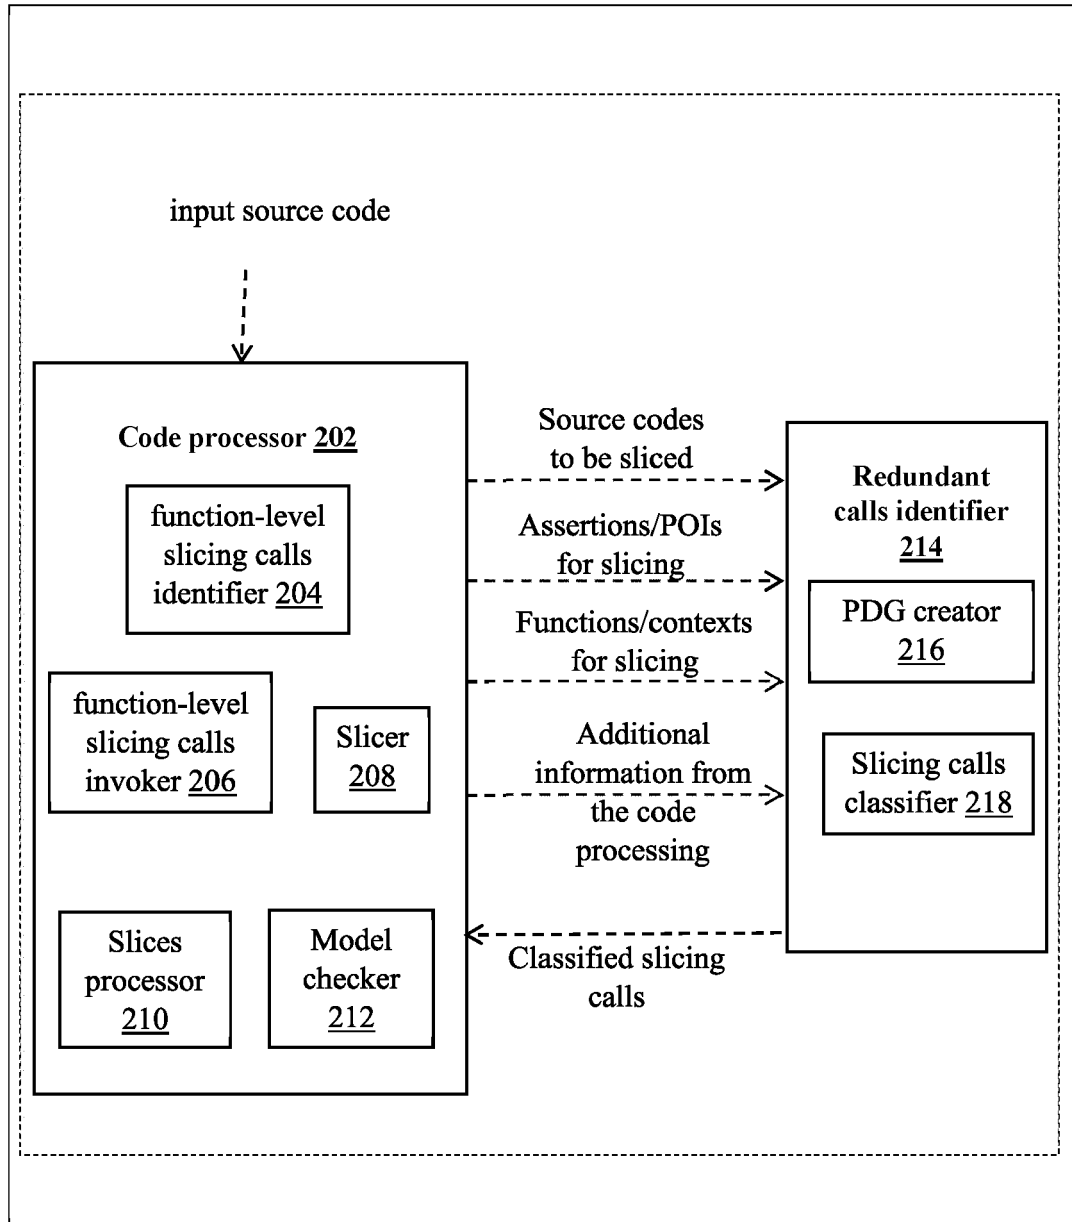 input source code
Code processor 202
function-level
slicing calls
identifier 204
function-level
slicing calls
invoker 206
Slicer
208
Slices
processor
210
Model
checker
212
Source codes
to be sliced
Assertions/POIs
for slicing
Functions/contexts
for slicing
Additional
information from
the code
processing
Classified slicing
calls
Redundant
calls identifier
214
PDG creator
216
Slicing calls
classifier 218